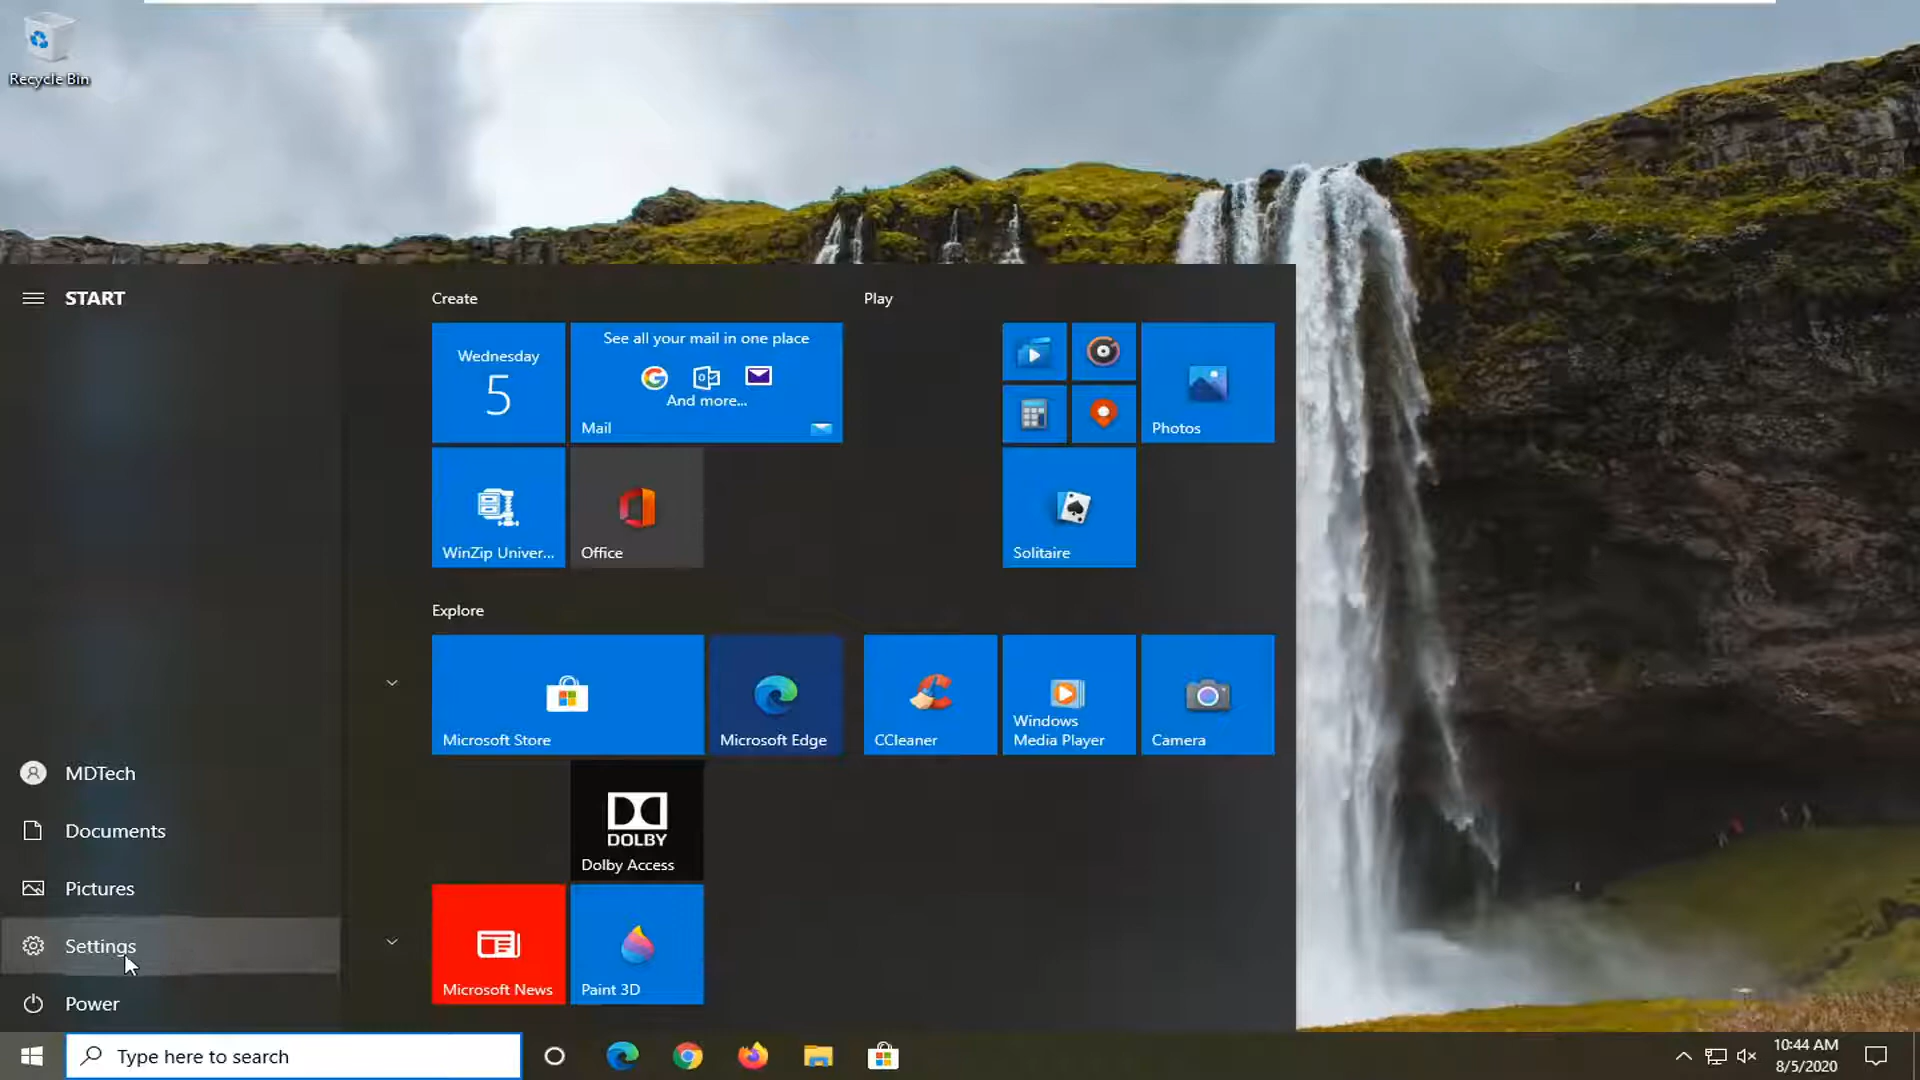 Recycle Bin
START
Create
Play
Wednesday
5
See all your mail in one place
And more...
Mail
Photos
WinZip Univer...
Office
Solitaire
Explore
Microsoft Store
Microsoft Edge
CCleaner
Windows
Media Player
Camera
MDTech
Documents
Pictures
Settings
Power
DOLBY
Dolby Access
Microsoft News
Paint 3D
Type here to search
10:44 AM
8/5/2020